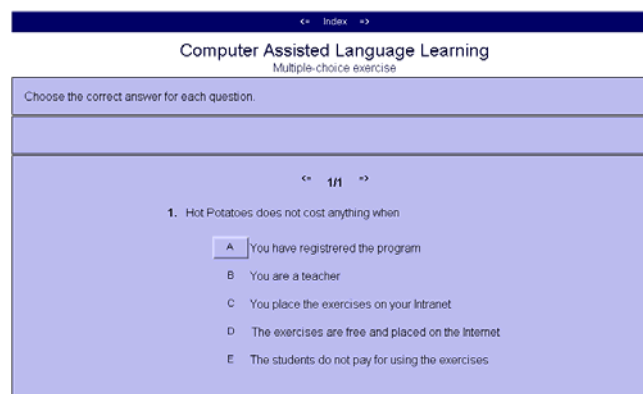 <= Index =>
Computer Assisted Language Learning
Multiple-choice exercise
Choose the correct answer for each question.
<= 1/1 =>
1. Hot Potatoes does not cost anything when
A You have registrered the program
B You are a teacher
C You place the exercises on your Intranet
D The exercises are free and placed on the Internet
E The students do not pay for using the exercises